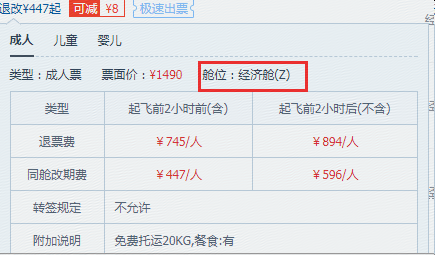 退改¥447起 可减 ¥8 极速出票
成人 儿童 婴儿
类型：成人票 票面价：¥1490 舱位：经济舱(Z)
类型 起飞前2小时前(含) 起飞前2小时后(不含)
退票费 ¥745/人 ¥894/人
同舱改期费 ¥447/人 ¥596/人
转签规定 不允许
附加说明 免费托运20KG,餐食:有